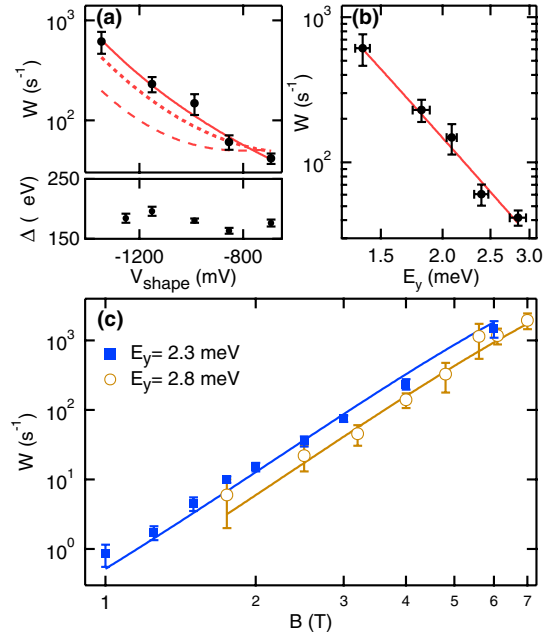 (a)
10³
10²
W (s⁻¹)
250
150
Δ ( eV)
-1200
-800
V_shape (mV)
(b)
10³
10²
W (s⁻¹)
1.5
2.0
2.5
3.0
E_y (meV)
(c)
E_y= 2.3 meV
E_y= 2.8 meV
10³
10²
10¹
10⁰
W (s⁻¹)
1
2
3
4
5
6
7
B (T)